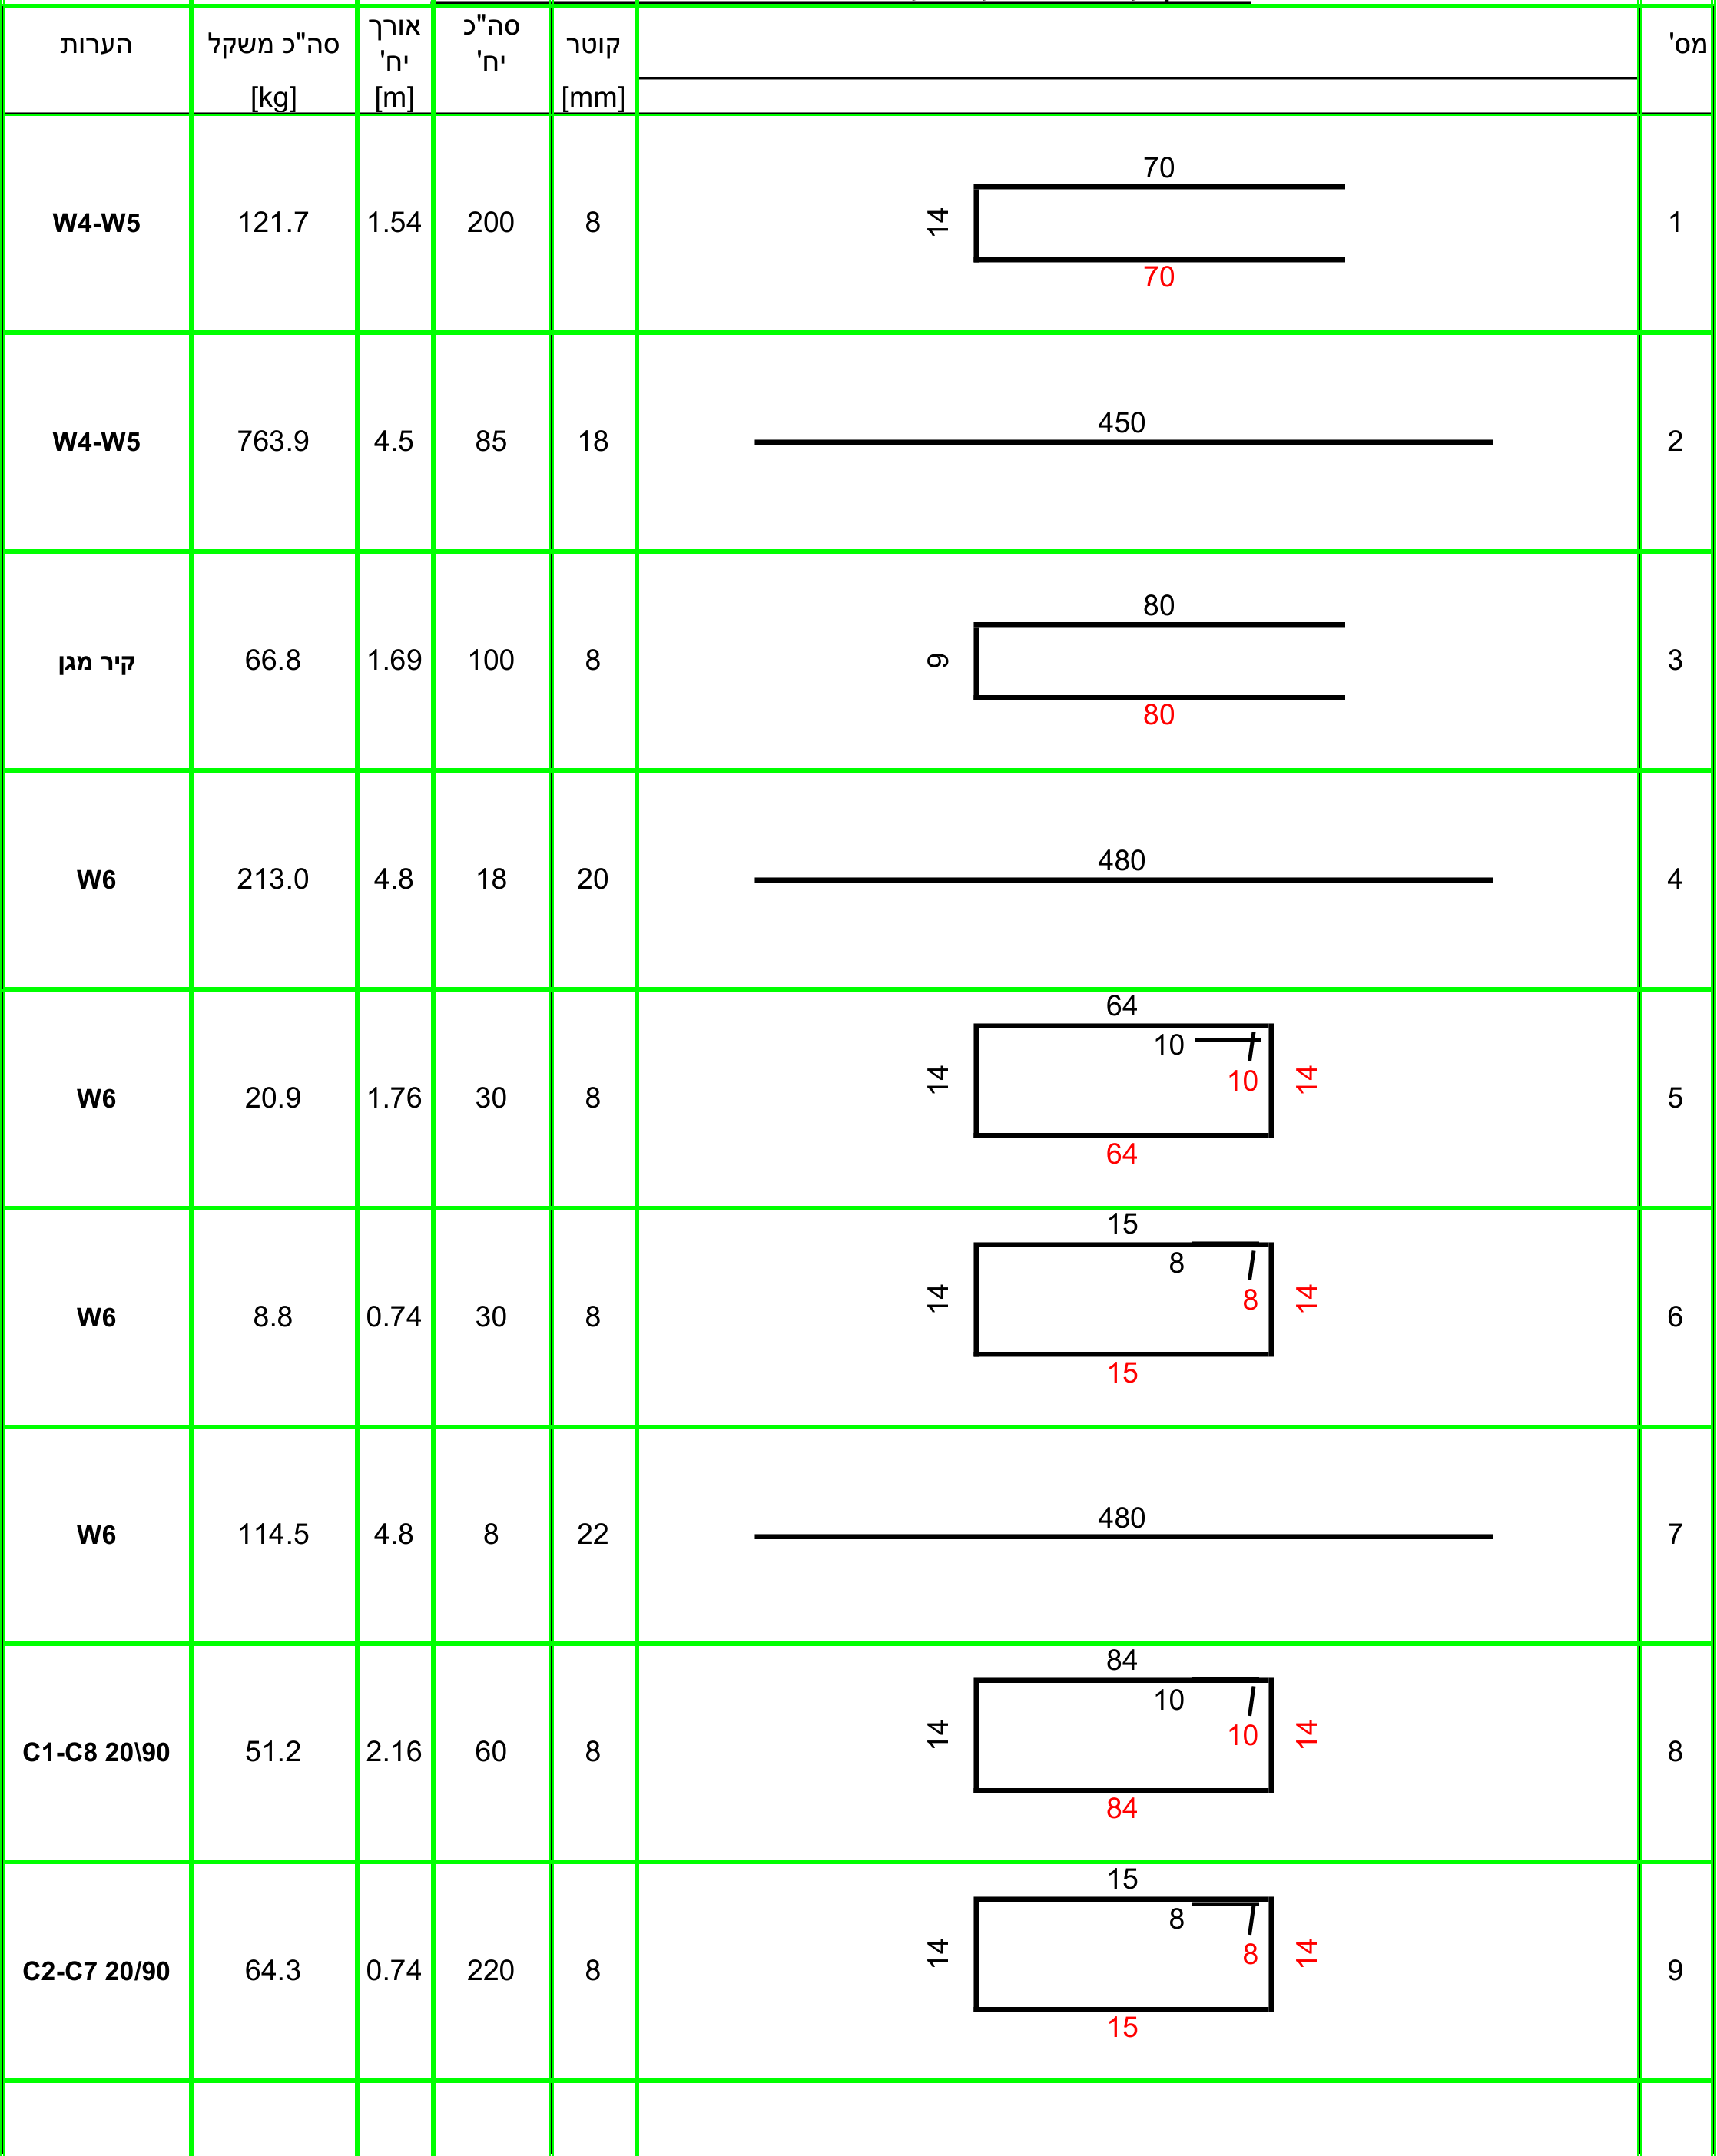 מס'
קוטר
[mm]
סה"כ
יח'
אורך
יח'
[m]
סה"כ משקל
[kg]
הערות
1 70 14 70 8 200 1.54 121.7 W4-W5
2 450 18 85 4.5 763.9 W4-W5
3 80 9 80 8 100 1.69 66.8 קיר מגן
4 480 20 18 4.8 213.0 W6
5 64 10 14 10 14 64 8 30 1.76 20.9 W6
6 15 8 14 8 14 15 8 30 0.74 8.8 W6
7 480 22 8 4.8 114.5 W6
8 84 10 14 10 14 84 8 60 2.16 51.2 C1-C8 20\90
9 15 8 14 8 14 15 8 220 0.74 64.3 C2-C7 20/90